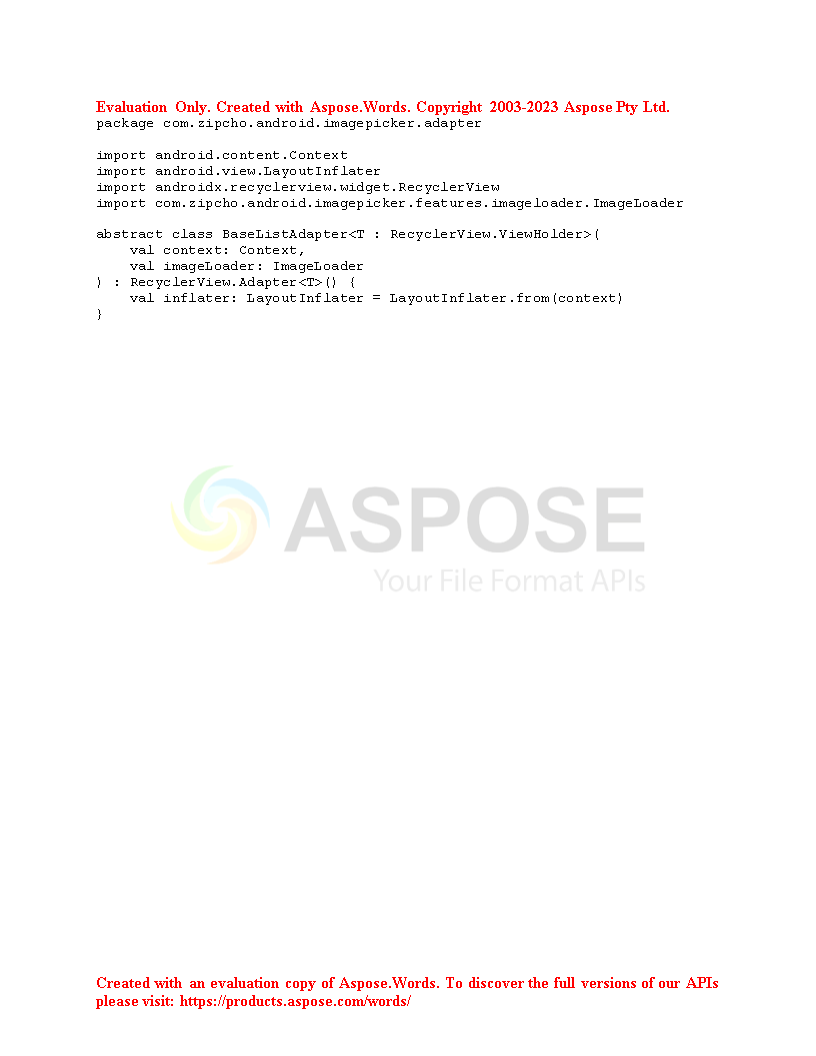 Evaluation Only. Created with Aspose.Words. Copyright 2003-2023 Aspose Pty Ltd.
package com.zipcho.android.imagepicker.adapter
import android.content.Context
import android.view.LayoutInflater
import androidx.recyclerview.widget.RecyclerView
import com.zipcho.android.imagepicker.features.imageloader.ImageLoader
abstract class BaseListAdapter<T : RecyclerView.ViewHolder>(
    val context: Context,
    val imageLoader: ImageLoader
) : RecyclerView.Adapter<T>() {
    val inflater: LayoutInflater = LayoutInflater.from(context)
}
ASPOSE
Your File Format APIs
Created with an evaluation copy of Aspose.Words. To discover the full versions of our APIs
please visit: https://products.aspose.com/words/